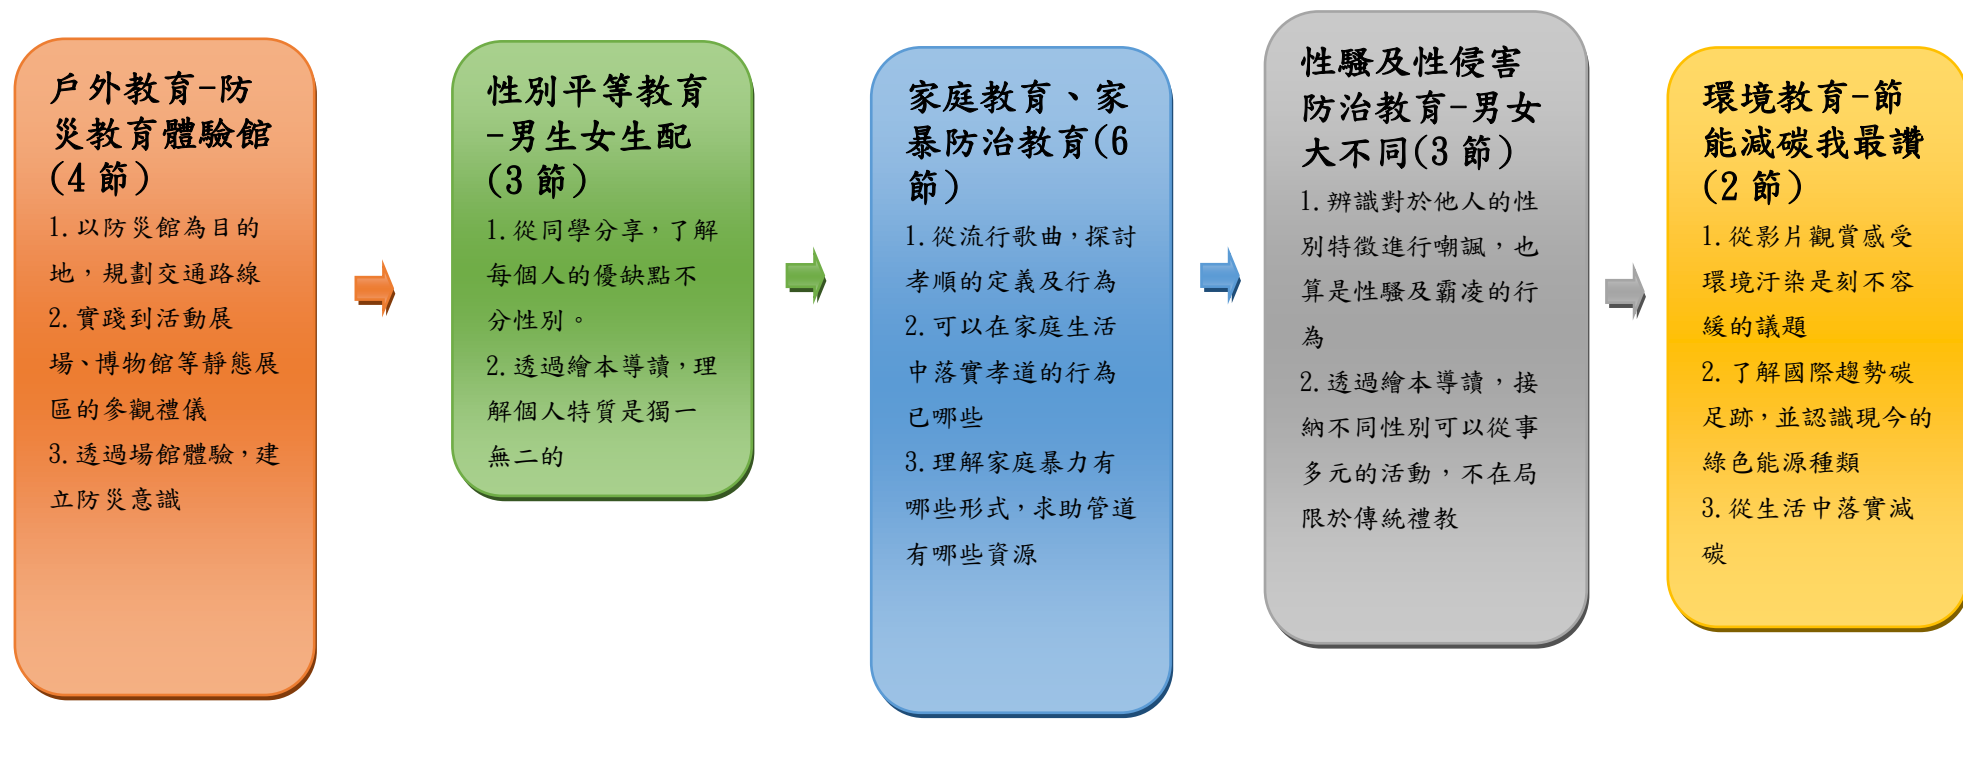 戶外教育-防
災教育體驗館
(4 節)
1.以防災館為目的
地，規劃交通路線
2.實踐到活動展
場、博物館等靜態展
區的參觀禮儀
3.透過場館體驗，建
立防災意識
性別平等教育
-男生女生配
(3 節)
1.從同學分享，了解
每個人的優缺點不
分性別。
2.透過繪本導讀，理
解個人特質是獨一
無二的
家庭教育、家
暴防治教育(6
節)
1.從流行歌曲，探討
孝順的定義及行為
2.可以在家庭生活
中落實孝道的行為
已哪些
3.理解家庭暴力有
哪些形式，求助管道
有哪些資源
性騷及性侵害
防治教育-男女
大不同(3 節)
1.辨識對於他人的性
別特徵進行嘲諷，也
算是性騷及霸凌的行
為
2.透過繪本導讀，接
納不同性別可以從事
多元的活動，不在局
限於傳統禮教
環境教育-節
能減碳我最讚
(2 節)
1.從影片觀賞感受
環境汙染是刻不容
緩的議題
2.了解國際趨勢碳
足跡，並認識現今的
綠色能源種類
3.從生活中落實減
碳